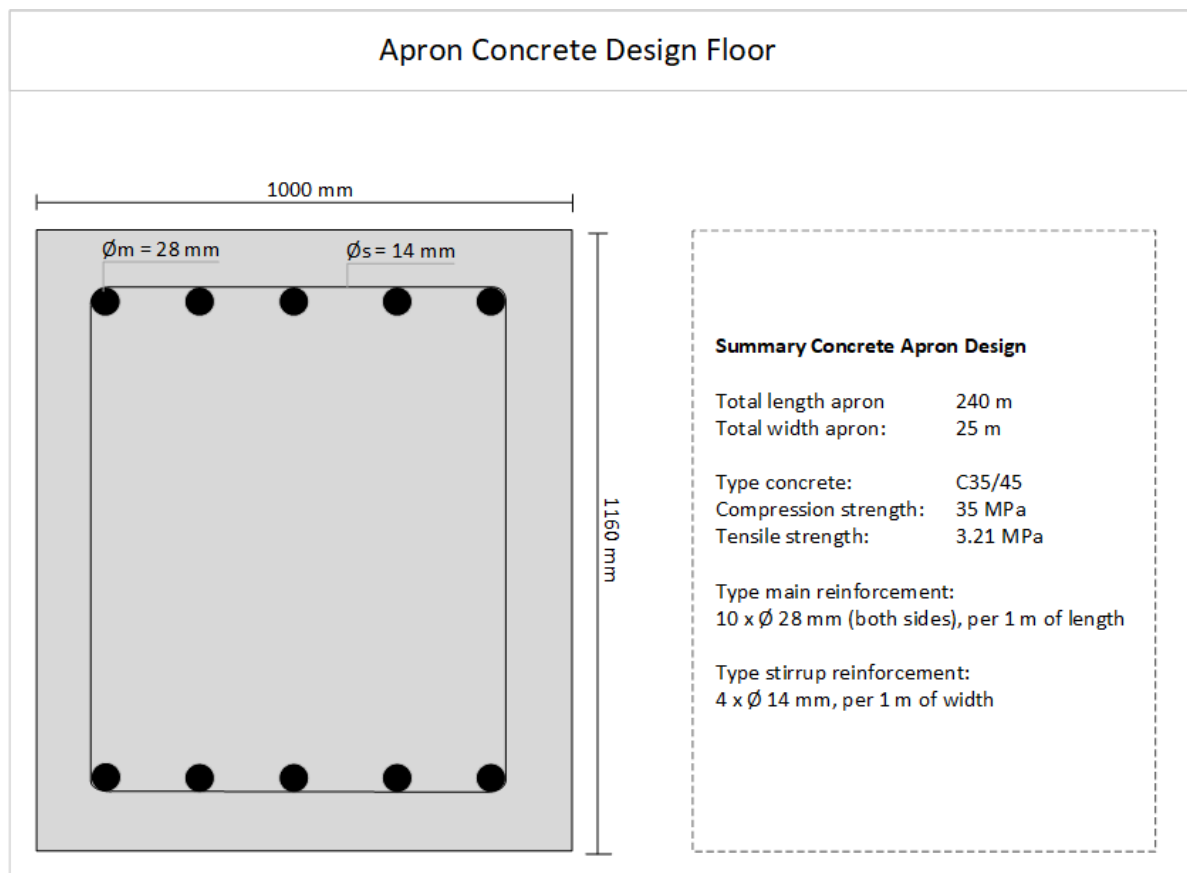 Apron Concrete Design Floor
1000 mm
Øm = 28 mm
Øs = 14 mm
1160 mm
Summary Concrete Apron Design
Total length apron 240 m
Total width apron: 25 m
Type concrete: C35/45
Compression strength: 35 MPa
Tensile strength: 3.21 MPa
Type main reinforcement:
10 x Ø 28 mm (both sides), per 1 m of length
Type stirrup reinforcement:
4 x Ø 14 mm, per 1 m of width